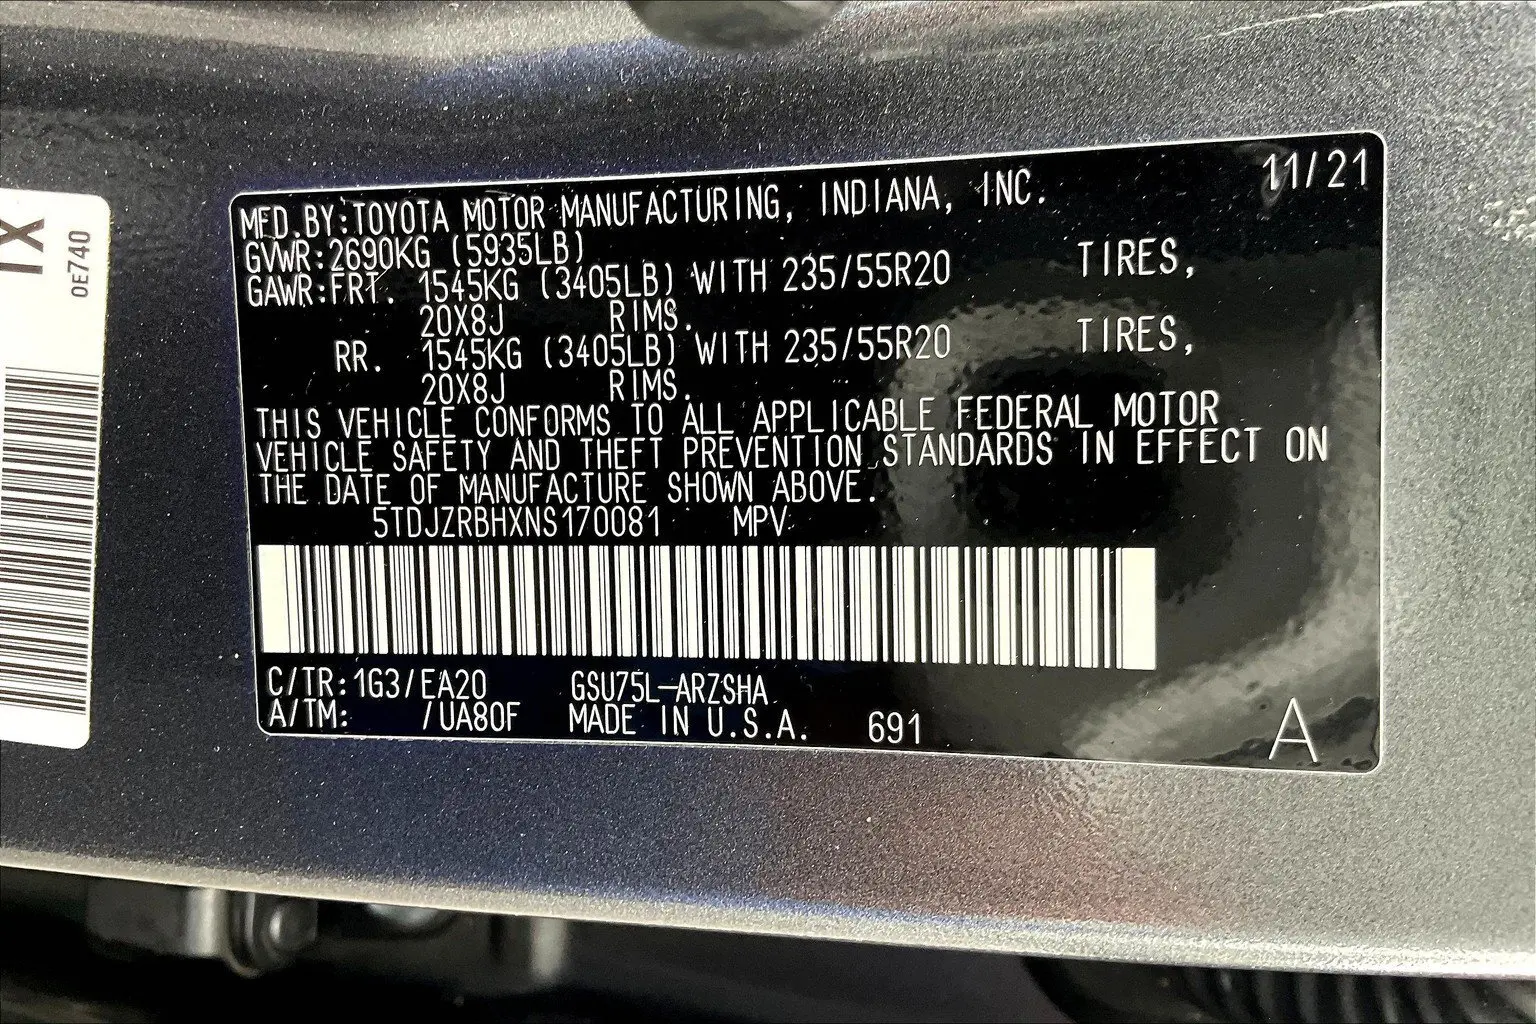 11/21
MFD.BY:TOYOTA MOTOR MANUFACTURING, INDIANA, INC.
GVWR:2690KG (5935LB)
GAWR:FRT. 1545KG (3405LB) WITH 235/55R20 TIRES,
20X8J RIMS.
RR. 1545KG (3405LB) WITH 235/55R20 TIRES,
20X8J RIMS.
THIS VEHICLE CONFORMS TO ALL APPLICABLE FEDERAL MOTOR
VEHICLE SAFETY AND THEFT PREVENTION STANDARDS IN EFFECT ON
THE DATE OF MANUFACTURE SHOWN ABOVE.
5TDJZRBHXNS170081 MPV
C/TR:1G3/EA20 GSU75L-ARZSHA
A/TM: /UA80F MADE IN U.S.A. 691 A
0E740